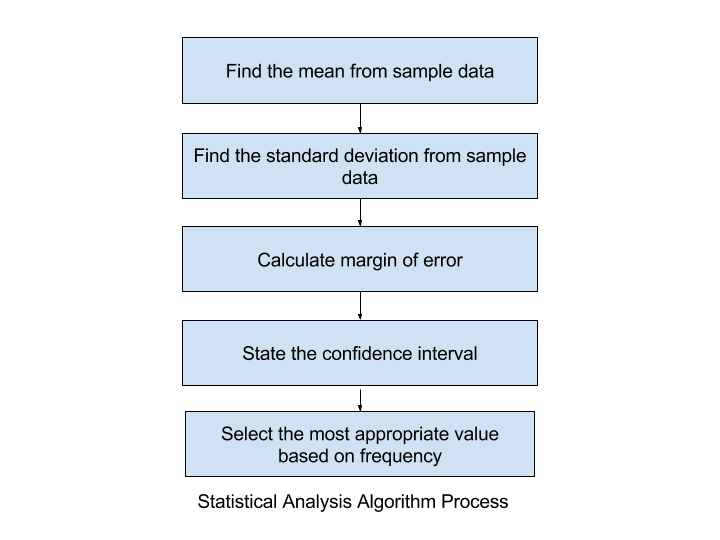 Find the mean from sample data
Find the standard deviation from sample
data
Calculate margin of error
State the confidence interval
Select the most appropriate value
based on frequency
Statistical Analysis Algorithm Process